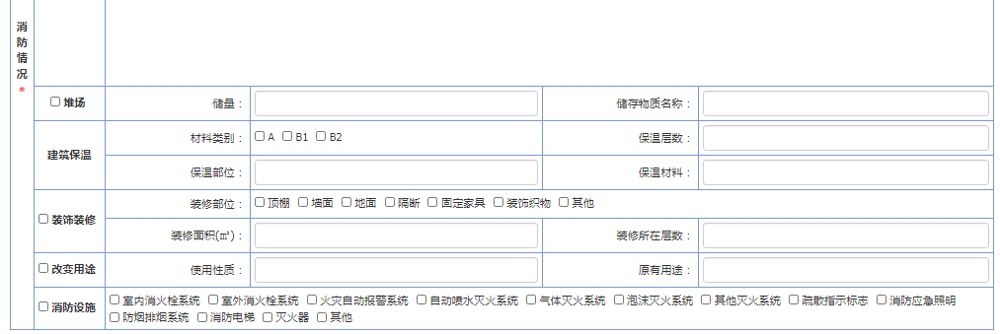 消
防
情
况
*
堆场 储量： 储存物质名称：
建筑保温 材料类别： A B1 B2 保温层数：
保温部位： 保温材料：
装饰装修 装修部位： 顶棚 墙面 地面 隔断 固定家具 装饰织物 其他
装修面积(㎡)： 装修所在层数：
改变用途 使用性质： 原有用途：
消防设施 室内消火栓系统 室外消火栓系统 火灾自动报警系统 自动喷水灭火系统 气体灭火系统 泡沫灭火系统 其他灭火系统 疏散指示标志 消防应急照明
防烟排烟系统 消防电梯 灭火器 其他